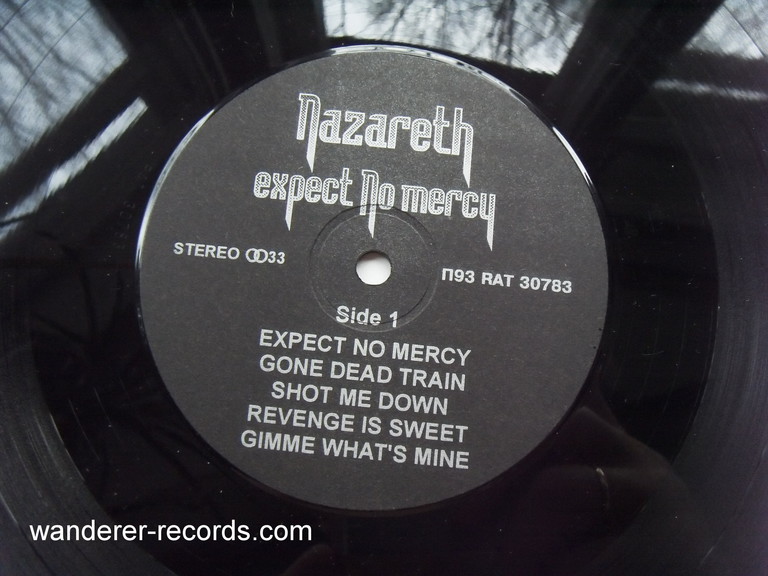 Nazareth
expect No mercy
STEREO ꝎO33
П93 RAT 30783
Side 1
EXPECT NO MERCY
GONE DEAD TRAIN
SHOT ME DOWN
REVENGE IS SWEET
GIMME WHAT'S MINE
wanderer-records.com